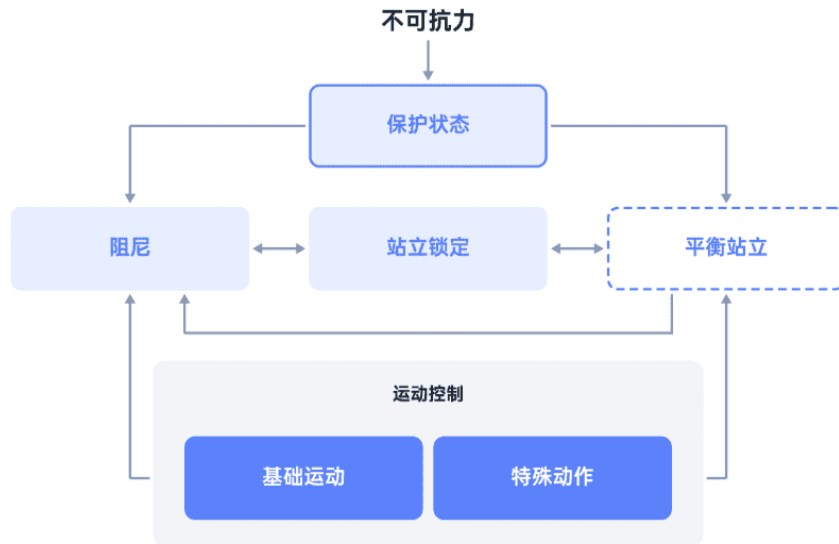 不可抗力
保护状态
阻尼
站立锁定
平衡站立
运动控制
基础运动
特殊动作